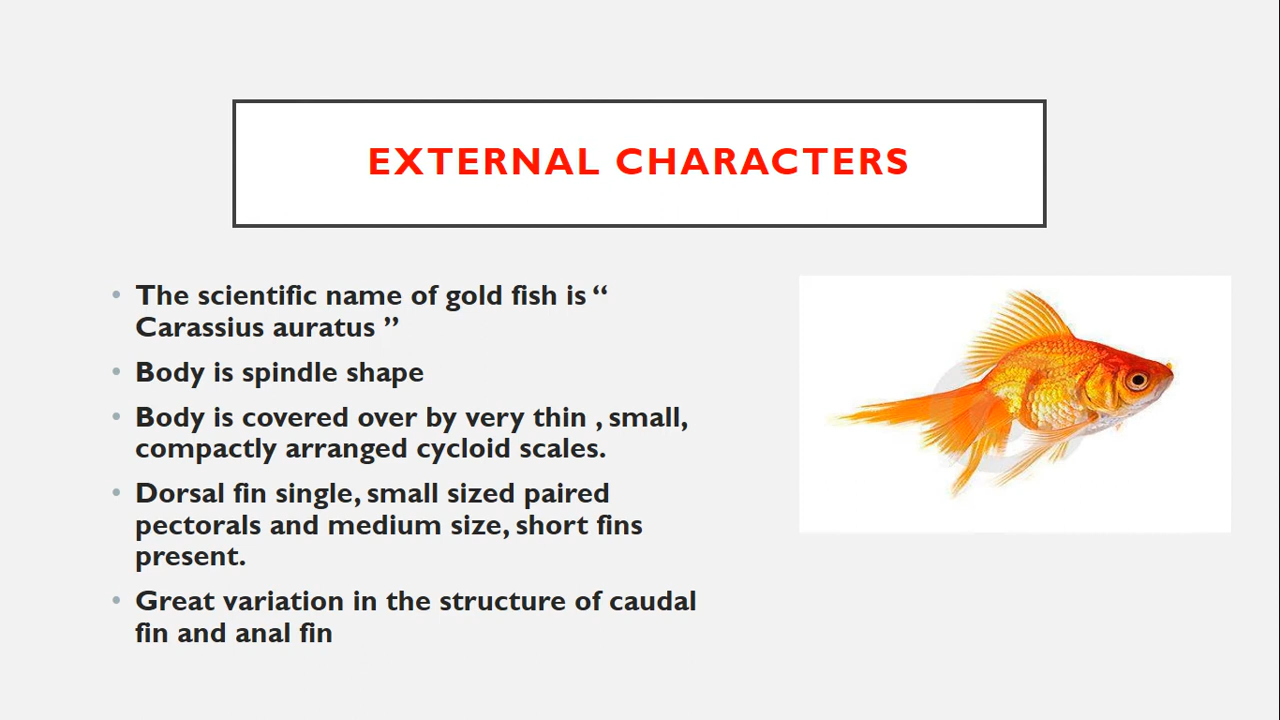 EXTERNAL CHARACTERS
• The scientific name of gold fish is “
Carassius auratus ”
• Body is spindle shape
• Body is covered over by very thin , small,
compactly arranged cycloid scales.
• Dorsal fin single, small sized paired
pectorals and medium size, short fins
present.
• Great variation in the structure of caudal
fin and anal fin